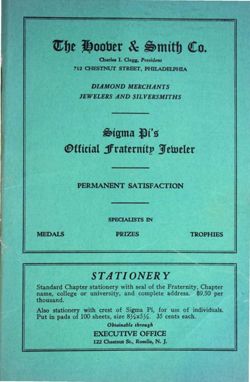 The Hoover & Smith Co.
Charles I. Clegg, President
712 CHESTNUT STREET, PHILADELPHIA
DIAMOND MERCHANTS
JEWELERS AND SILVERSMITHS
Sigma Pi's
Official Fraternity Jeweler
PERMANENT SATISFACTION
SPECIALISTS IN
MEDALS PRIZES TROPHIES
STATIONERY
Standard Chapter stationery with seal of the Fraternity, Chapter
name, college or university, and complete address. $9.50 per
thousand.
Also stationery with crest of Sigma Pi, for use of individuals.
Put in pads of 100 sheets, size 8½x5½. 35 cents each.
Obtainable through
EXECUTIVE OFFICE
122 Chestnut St., Roselle, N. J.